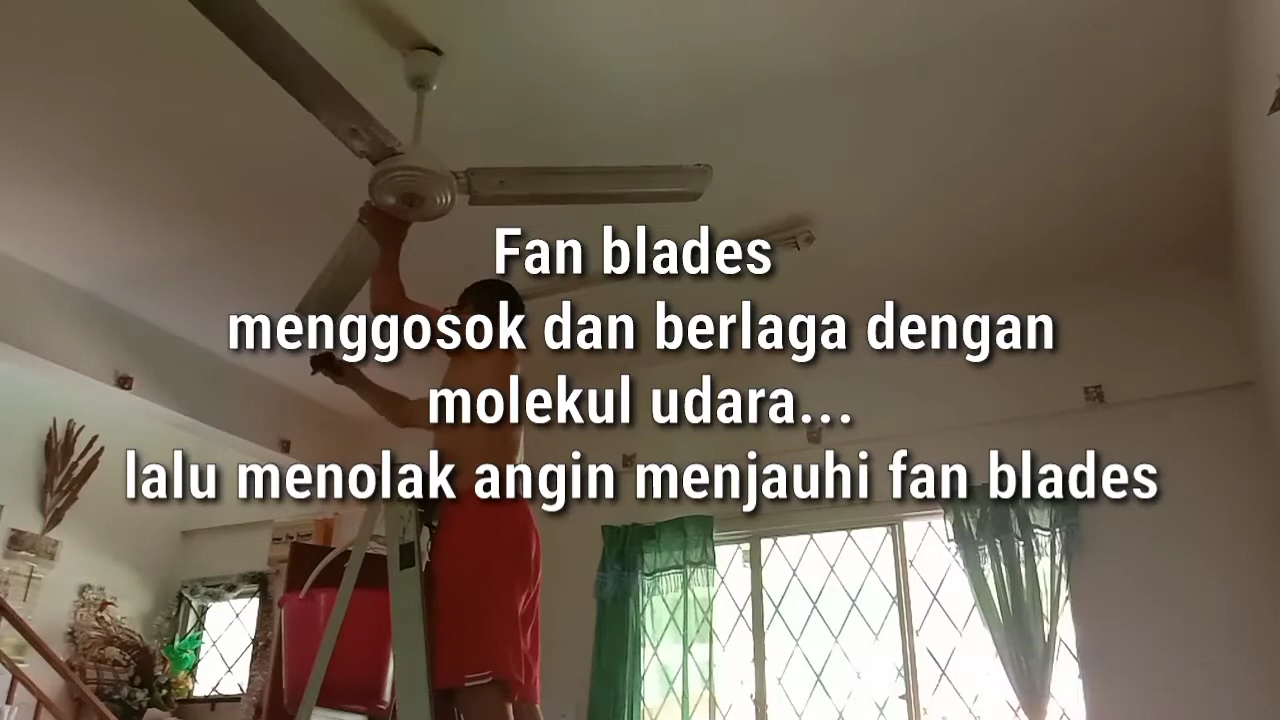 Fan blades
menggosok dan berlaga dengan
molekul udara...
lalu menolak angin menjauhi fan blades